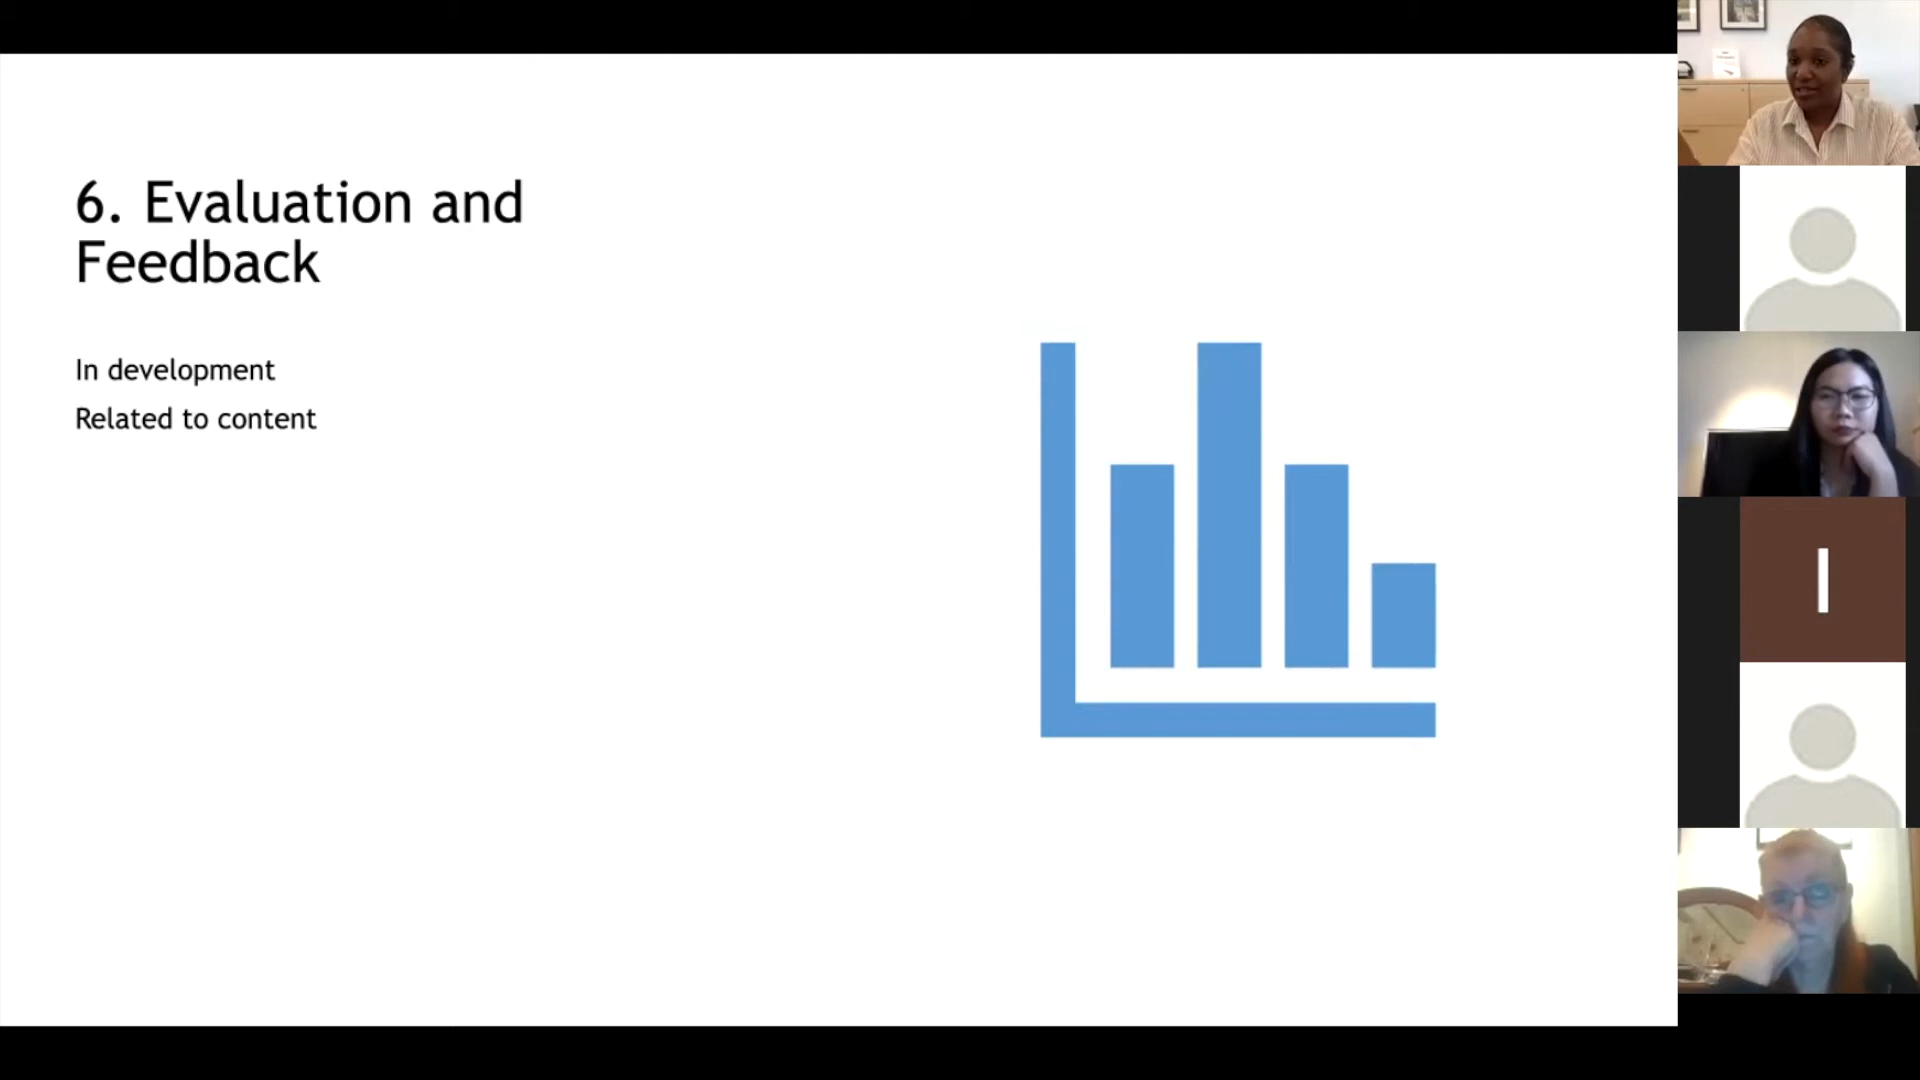 6. Evaluation and
Feedback
In development
Related to content
I